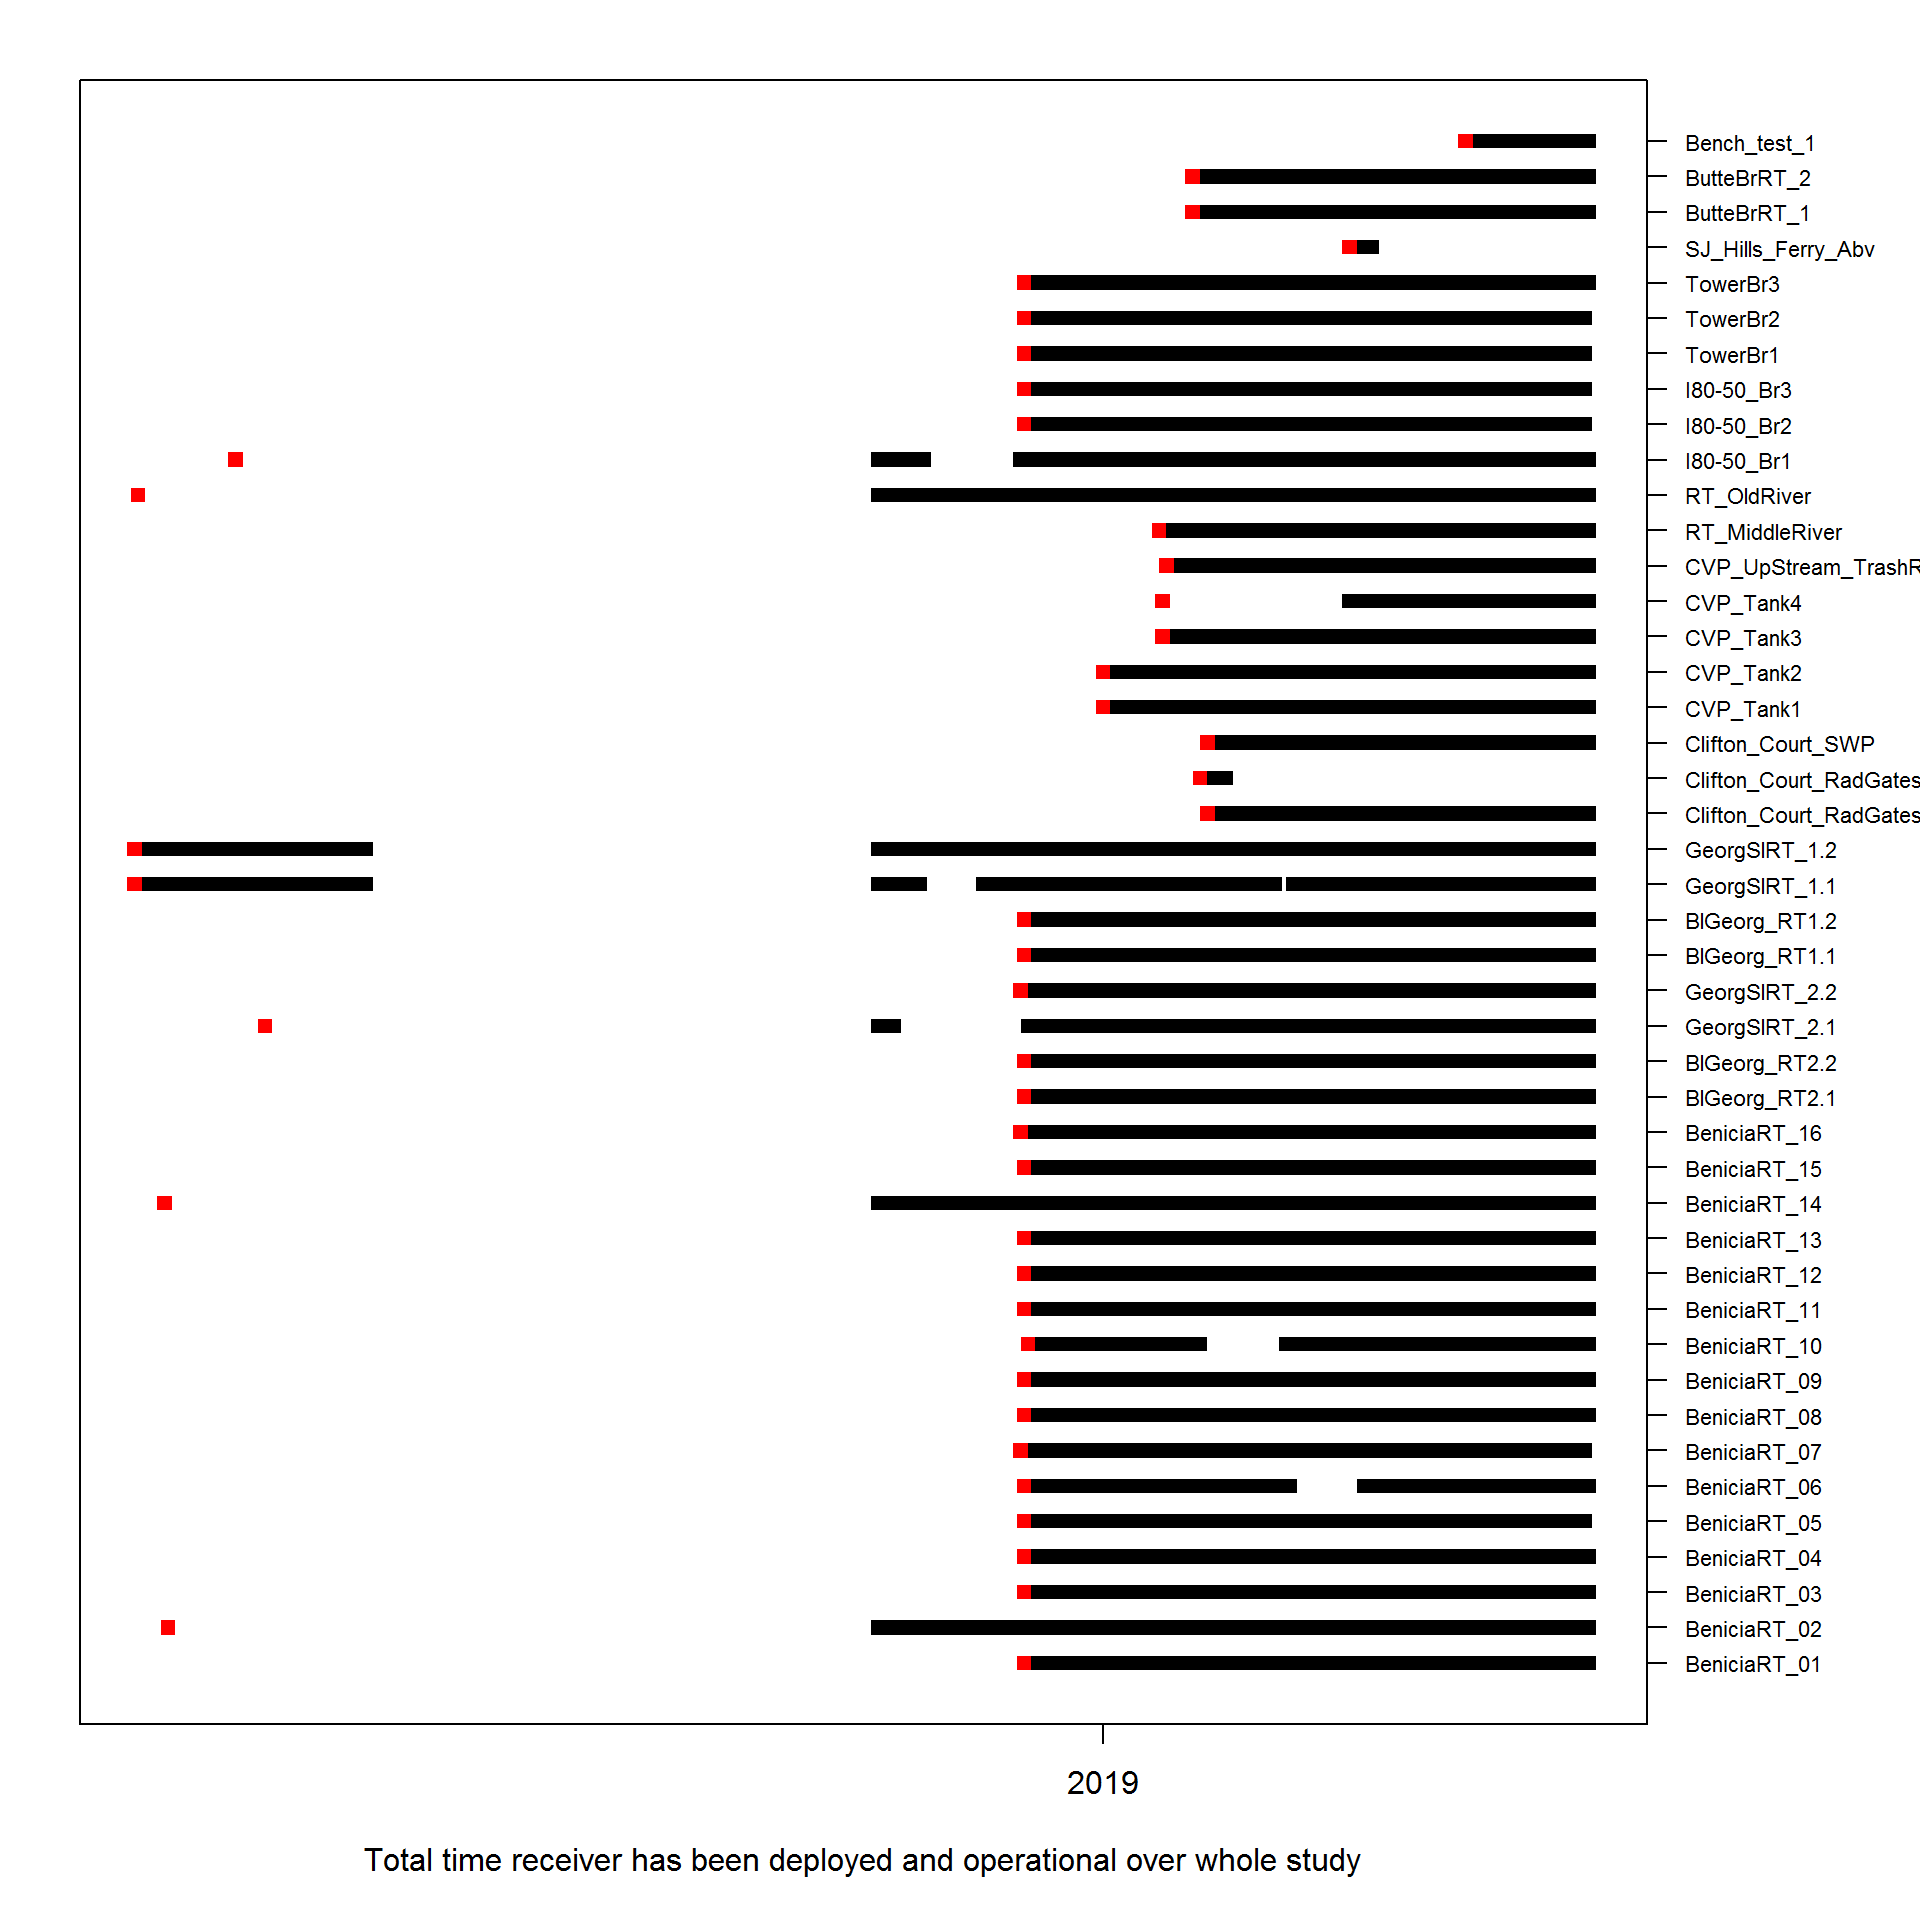 Bench_test_1
ButteBrRT_2
ButteBrRT_1
SJ_Hills_Ferry_Abv
TowerBr3
TowerBr2
TowerBr1
I80-50_Br3
I80-50_Br2
I80-50_Br1
RT_OldRiver
RT_MiddleRiver
CVP_UpStream_TrashR
CVP_Tank4
CVP_Tank3
CVP_Tank2
CVP_Tank1
Clifton_Court_SWP
Clifton_Court_RadGates
Clifton_Court_RadGates
GeorgSlRT_1.2
GeorgSlRT_1.1
BlGeorg_RT1.2
BlGeorg_RT1.1
GeorgSlRT_2.2
GeorgSlRT_2.1
BlGeorg_RT2.2
BlGeorg_RT2.1
BeniciaRT_16
BeniciaRT_15
BeniciaRT_14
BeniciaRT_13
BeniciaRT_12
BeniciaRT_11
BeniciaRT_10
BeniciaRT_09
BeniciaRT_08
BeniciaRT_07
BeniciaRT_06
BeniciaRT_05
BeniciaRT_04
BeniciaRT_03
BeniciaRT_02
BeniciaRT_01
2019
Total time receiver has been deployed and operational over whole study